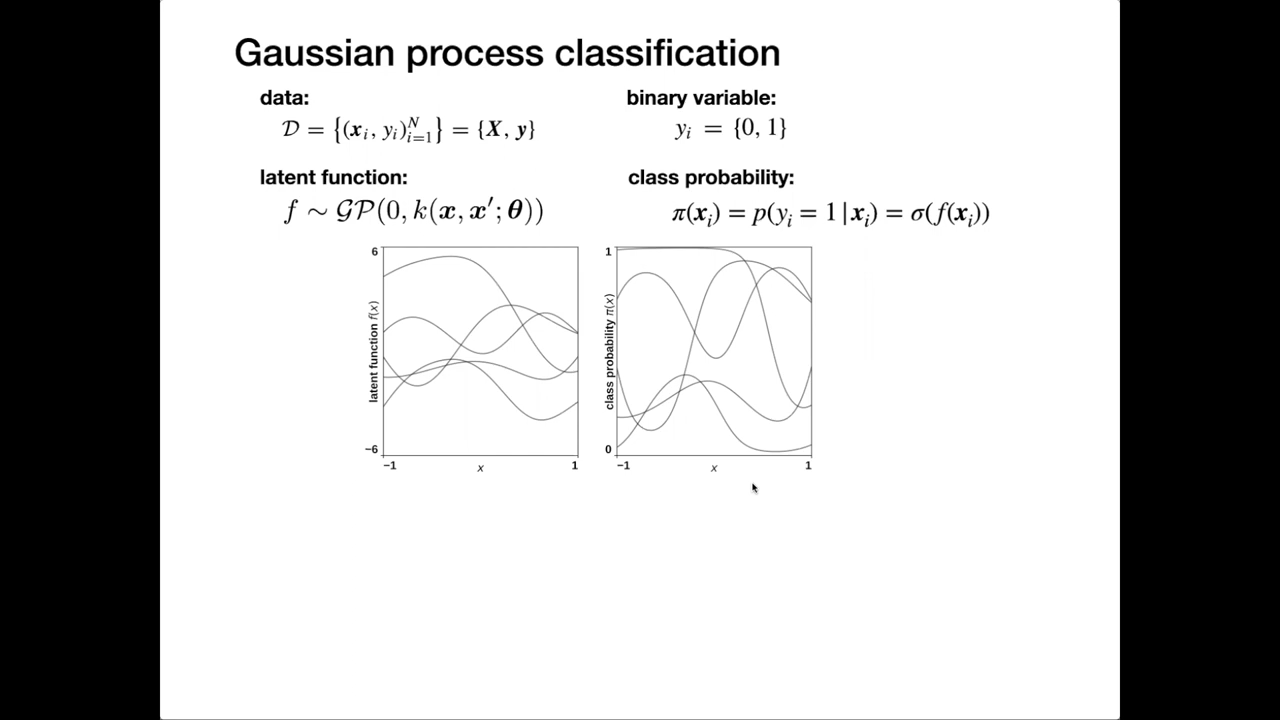 Gaussian process classification
data:
𝒟 = {(𝒙ᵢ, yᵢ)ᵢ₌₁ᴺ} = {𝑿, 𝒚}
binary variable:
yᵢ = {0, 1}
latent function:
f ∼ 𝒢𝒫(0, k(𝒙, 𝒙′; 𝜽))
class probability:
π(𝒙ᵢ) = p(yᵢ = 1 | 𝒙ᵢ) = σ(f(𝒙ᵢ))
6
latent function f(x)
−6
−1
x
1
1
class probability π(x)
0
−1
x
1